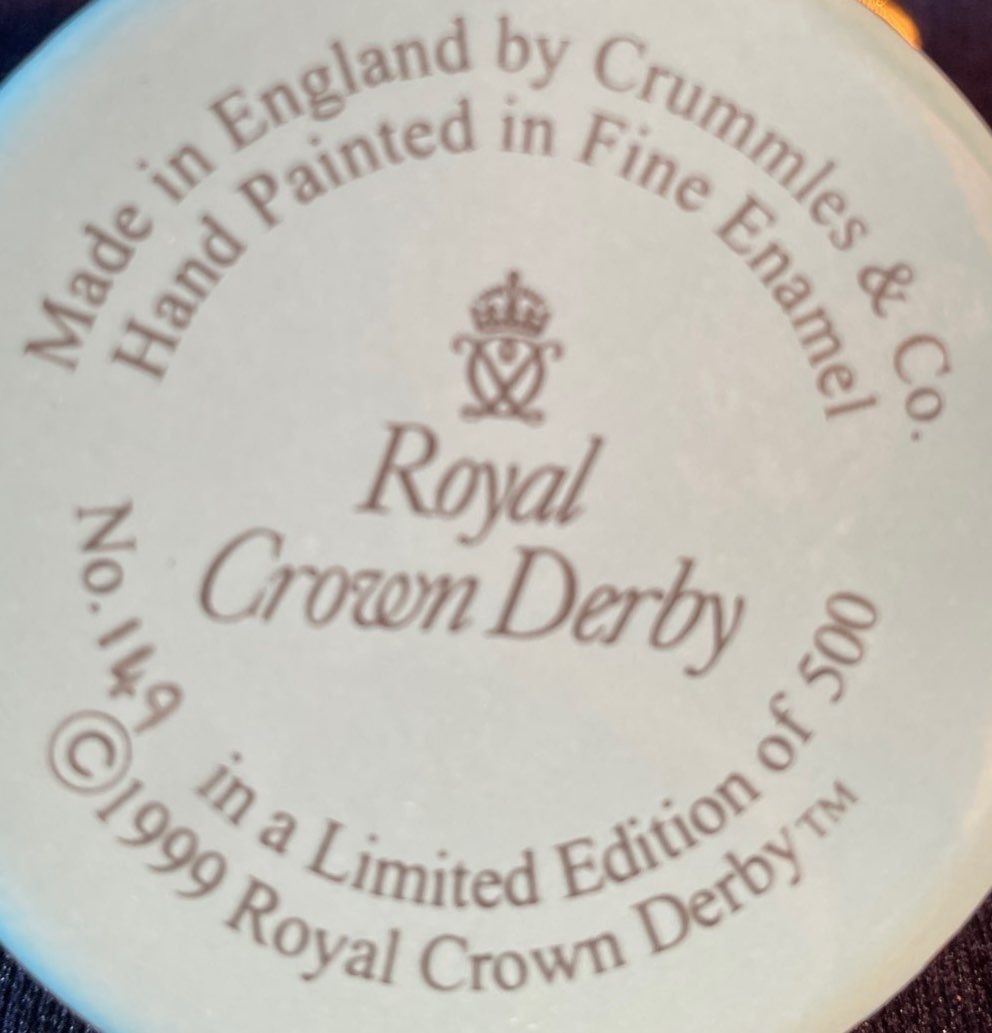 Made in England by Crummles & Co.
Hand Painted in Fine Enamel
Royal
Crown Derby
No. 149 in a Limited Edition of 500
©1999 Royal Crown Derby™